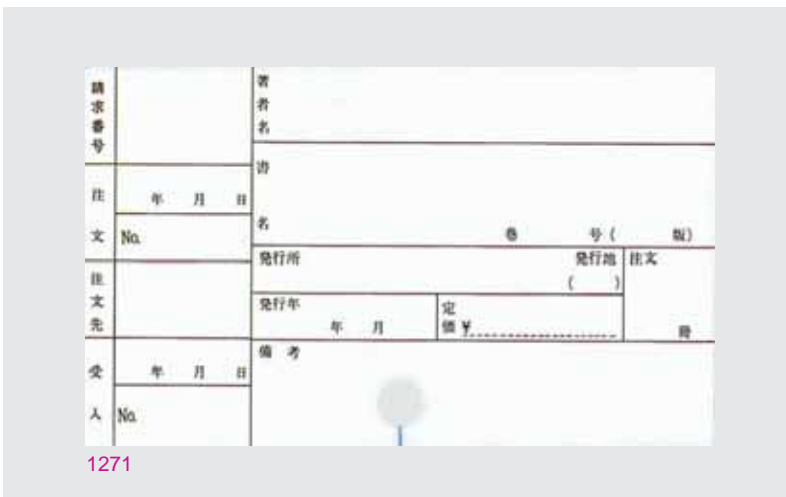 請求番号
著者名
書名
巻 号( 版)
注文
年 月 日
No.
発行所
発行地
( )
注文
冊
注文先
発行年
年 月
定価 ¥
備考
受入
年 月 日
No.
1271